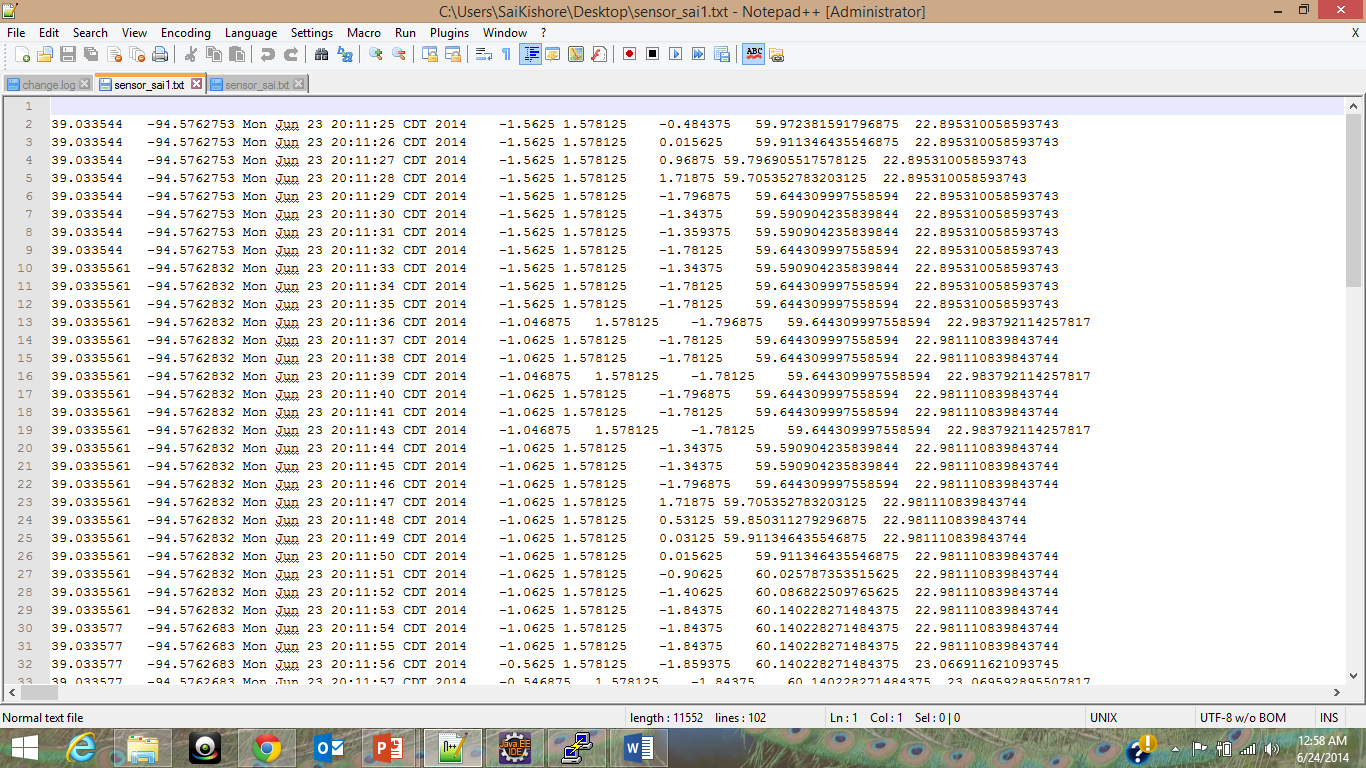 C:\Users\SaiKishore\Desktop\sensor_sai1.txt - Notepad++ [Administrator]
File Edit Search View Encoding Language Settings Macro Run Plugins Window ? X
change.log sensor_sai1.txt sensor_sai.txt
1
2 39.033544 -94.5762753 Mon Jun 23 20:11:25 CDT 2014 -1.5625 1.578125 -0.484375 59.972381591796875 22.895310058593743
3 39.033544 -94.5762753 Mon Jun 23 20:11:26 CDT 2014 -1.5625 1.578125 0.015625 59.911346435546875 22.895310058593743
4 39.033544 -94.5762753 Mon Jun 23 20:11:27 CDT 2014 -1.5625 1.578125 0.96875 59.796905517578125 22.895310058593743
5 39.033544 -94.5762753 Mon Jun 23 20:11:28 CDT 2014 -1.5625 1.578125 1.71875 59.705352783203125 22.895310058593743
6 39.033544 -94.5762753 Mon Jun 23 20:11:29 CDT 2014 -1.5625 1.578125 -1.796875 59.644309997558594 22.895310058593743
7 39.033544 -94.5762753 Mon Jun 23 20:11:30 CDT 2014 -1.5625 1.578125 -1.34375 59.590904235839844 22.895310058593743
8 39.033544 -94.5762753 Mon Jun 23 20:11:31 CDT 2014 -1.5625 1.578125 -1.359375 59.590904235839844 22.895310058593743
9 39.033544 -94.5762753 Mon Jun 23 20:11:32 CDT 2014 -1.5625 1.578125 -1.78125 59.644309997558594 22.895310058593743
10 39.0335561 -94.5762832 Mon Jun 23 20:11:33 CDT 2014 -1.5625 1.578125 -1.34375 59.590904235839844 22.895310058593743
11 39.0335561 -94.5762832 Mon Jun 23 20:11:34 CDT 2014 -1.5625 1.578125 -1.78125 59.644309997558594 22.895310058593743
12 39.0335561 -94.5762832 Mon Jun 23 20:11:35 CDT 2014 -1.5625 1.578125 -1.78125 59.644309997558594 22.895310058593743
13 39.0335561 -94.5762832 Mon Jun 23 20:11:36 CDT 2014 -1.046875 1.578125 -1.796875 59.644309997558594 22.983792114257817
14 39.0335561 -94.5762832 Mon Jun 23 20:11:37 CDT 2014 -1.0625 1.578125 -1.78125 59.644309997558594 22.981110839843744
15 39.0335561 -94.5762832 Mon Jun 23 20:11:38 CDT 2014 -1.0625 1.578125 -1.78125 59.644309997558594 22.981110839843744
16 39.0335561 -94.5762832 Mon Jun 23 20:11:39 CDT 2014 -1.046875 1.578125 -1.78125 59.644309997558594 22.983792114257817
17 39.0335561 -94.5762832 Mon Jun 23 20:11:40 CDT 2014 -1.0625 1.578125 -1.796875 59.644309997558594 22.981110839843744
18 39.0335561 -94.5762832 Mon Jun 23 20:11:41 CDT 2014 -1.0625 1.578125 -1.78125 59.644309997558594 22.981110839843744
19 39.0335561 -94.5762832 Mon Jun 23 20:11:43 CDT 2014 -1.046875 1.578125 -1.78125 59.644309997558594 22.983792114257817
20 39.0335561 -94.5762832 Mon Jun 23 20:11:44 CDT 2014 -1.0625 1.578125 -1.34375 59.590904235839844 22.981110839843744
21 39.0335561 -94.5762832 Mon Jun 23 20:11:45 CDT 2014 -1.0625 1.578125 -1.34375 59.590904235839844 22.981110839843744
22 39.0335561 -94.5762832 Mon Jun 23 20:11:46 CDT 2014 -1.0625 1.578125 -1.796875 59.644309997558594 22.981110839843744
23 39.0335561 -94.5762832 Mon Jun 23 20:11:47 CDT 2014 -1.0625 1.578125 1.71875 59.705352783203125 22.981110839843744
24 39.0335561 -94.5762832 Mon Jun 23 20:11:48 CDT 2014 -1.0625 1.578125 0.53125 59.850311279296875 22.981110839843744
25 39.0335561 -94.5762832 Mon Jun 23 20:11:49 CDT 2014 -1.0625 1.578125 0.03125 59.911346435546875 22.981110839843744
26 39.0335561 -94.5762832 Mon Jun 23 20:11:50 CDT 2014 -1.0625 1.578125 0.015625 59.911346435546875 22.981110839843744
27 39.0335561 -94.5762832 Mon Jun 23 20:11:51 CDT 2014 -1.0625 1.578125 -0.90625 60.025787353515625 22.981110839843744
28 39.0335561 -94.5762832 Mon Jun 23 20:11:52 CDT 2014 -1.0625 1.578125 -1.40625 60.086822509765625 22.981110839843744
29 39.0335561 -94.5762832 Mon Jun 23 20:11:53 CDT 2014 -1.0625 1.578125 -1.84375 60.140228271484375 22.981110839843744
30 39.033577 -94.5762683 Mon Jun 23 20:11:54 CDT 2014 -1.0625 1.578125 -1.84375 60.140228271484375 22.981110839843744
31 39.033577 -94.5762683 Mon Jun 23 20:11:55 CDT 2014 -1.0625 1.578125 -1.84375 60.140228271484375 22.981110839843744
32 39.033577 -94.5762683 Mon Jun 23 20:11:56 CDT 2014 -0.5625 1.578125 -1.859375 60.140228271484375 23.066911621093745
33 39.033577 -94.5762683 Mon Jun 23 20:11:57 CDT 2014 -0.546875 1.578125 -1.84375 60.140228271484375 23.069592895507817
Normal text file length : 11552 lines : 102 Ln : 1 Col : 1 Sel : 0 | 0 UNIX UTF-8 w/o BOM INS
12:58 AM
6/24/2014